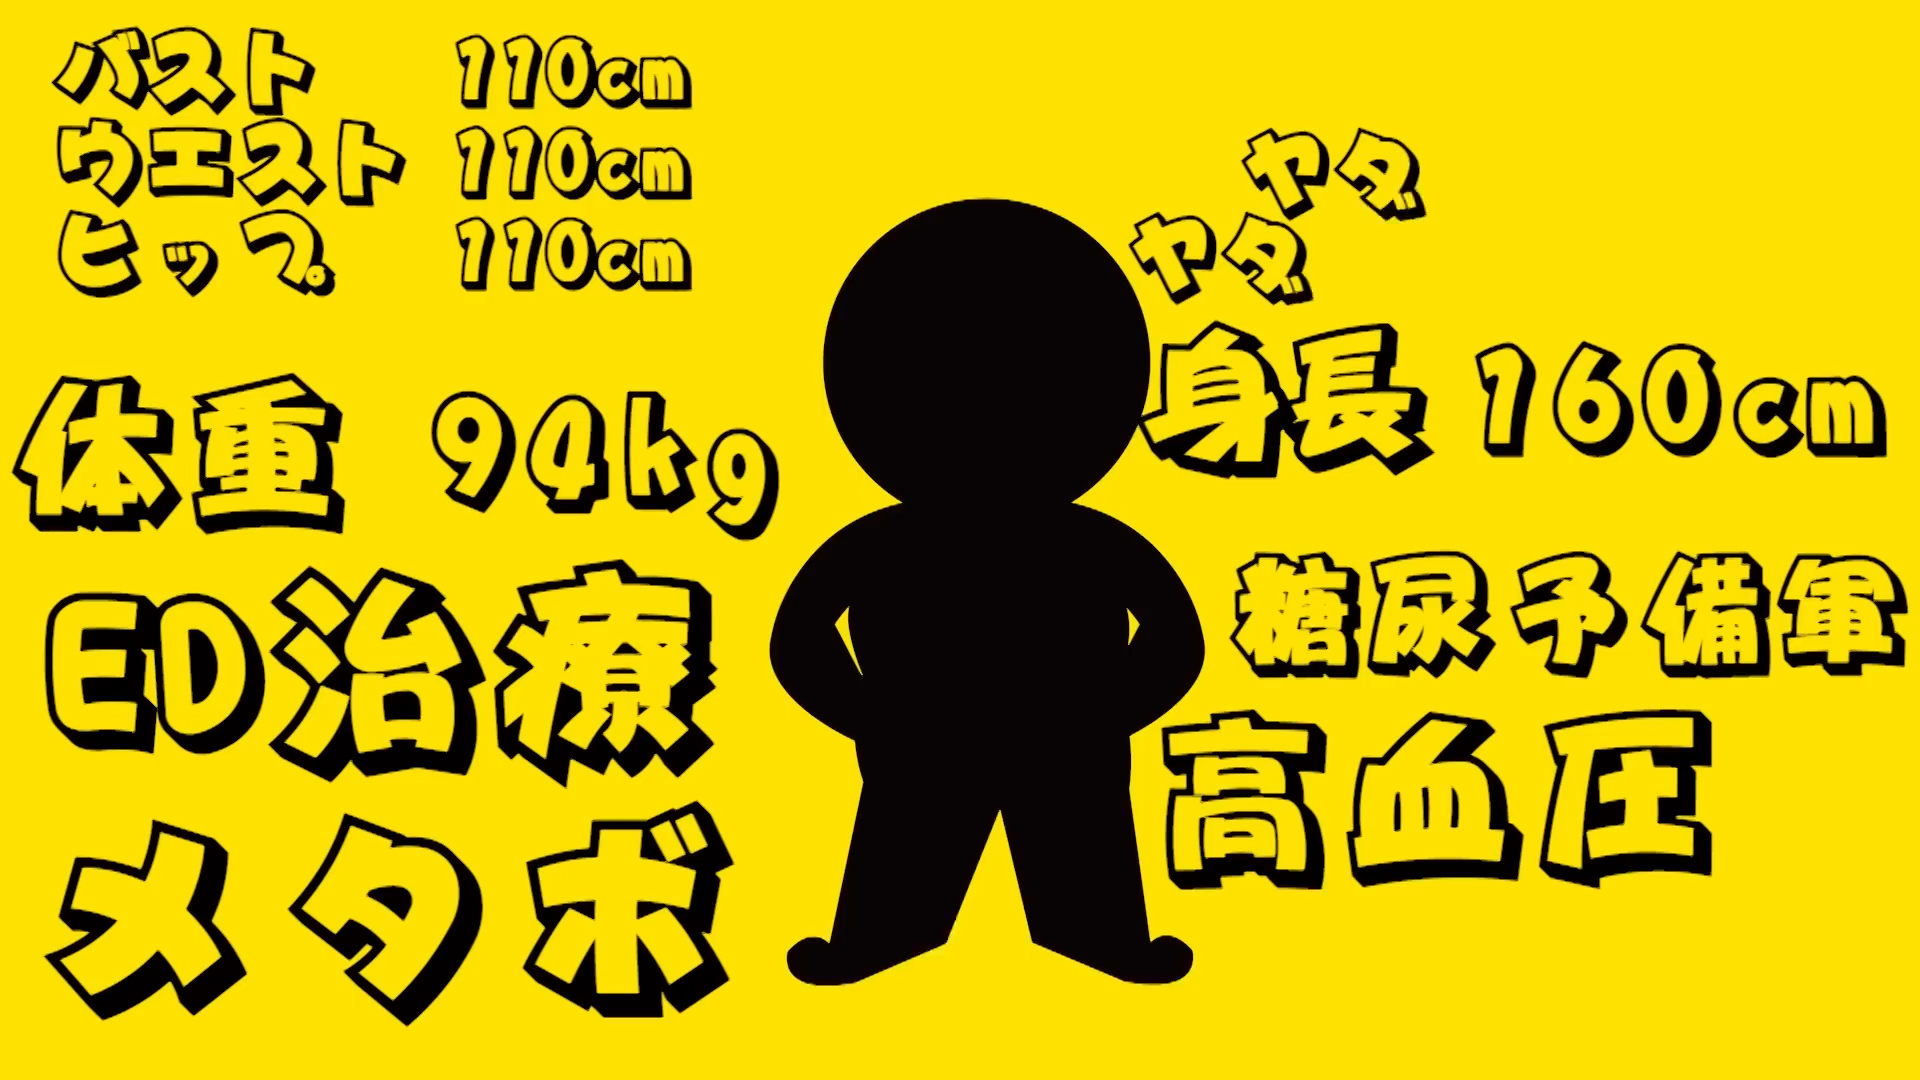 バスト 110cm
ウエスト 110cm
ヒップ 110cm
体重 94kg
ED治療
メタボ
ヤダ
ヤダ
身長 160cm
糖尿予備軍
高血圧